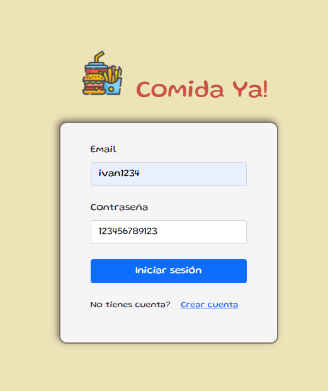 Comida Ya!
Email
ivan1234
Contraseña
123456789123
Iniciar sesión
No tienes cuenta? Crear cuenta